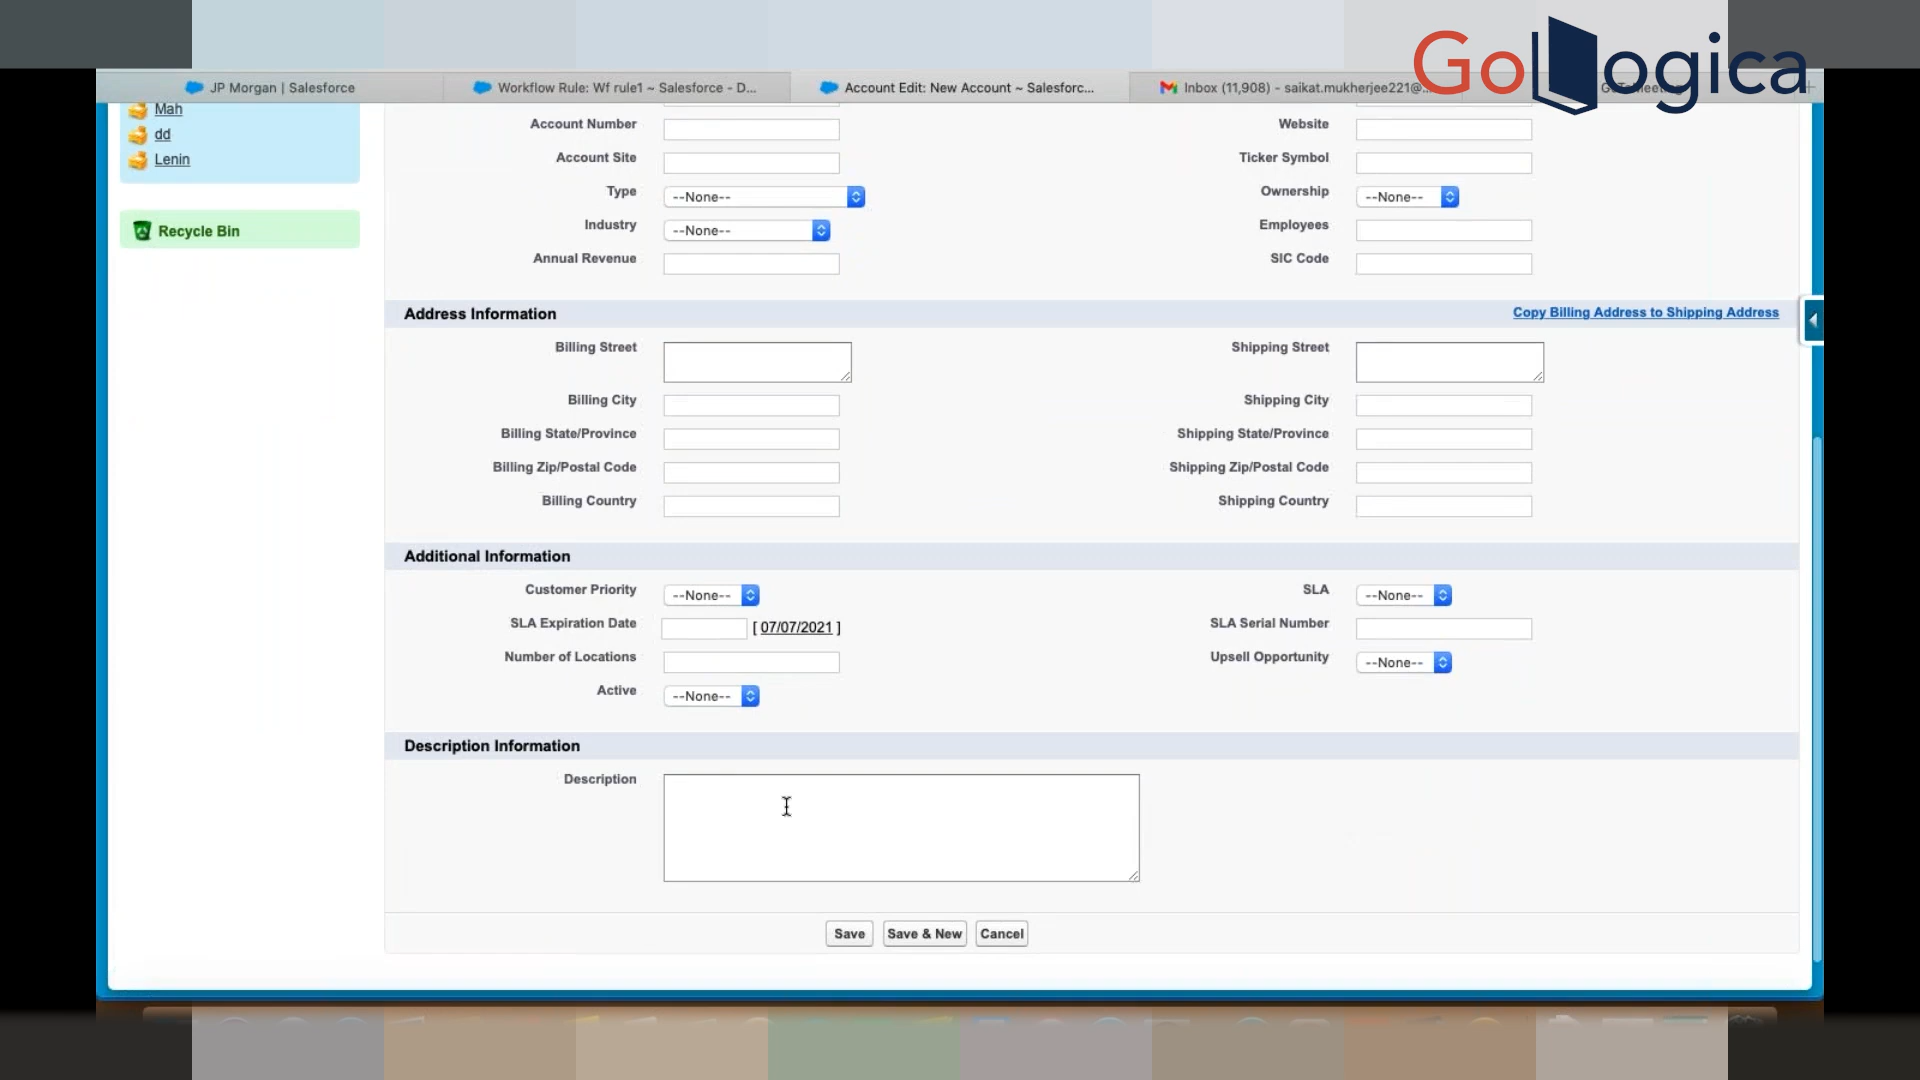 GoLogica
JP Morgan | Salesforce
Workflow Rule: Wf rule1 ~ Salesforce - D...
Account Edit: New Account ~ Salesforc...
Inbox (11,908) - saikat.mukherjee221@...
Mah
dd
Lenin
Recycle Bin
Account Number
Website
Account Site
Ticker Symbol
Type --None--
Ownership --None--
Industry --None--
Employees
Annual Revenue
SIC Code
Address Information
Copy Billing Address to Shipping Address
Billing Street
Shipping Street
Billing City
Shipping City
Billing State/Province
Shipping State/Province
Billing Zip/Postal Code
Shipping Zip/Postal Code
Billing Country
Shipping Country
Additional Information
Customer Priority --None--
SLA --None--
SLA Expiration Date [ 07/07/2021 ]
SLA Serial Number
Number of Locations
Upsell Opportunity --None--
Active --None--
Description Information
Description
Save Save & New Cancel